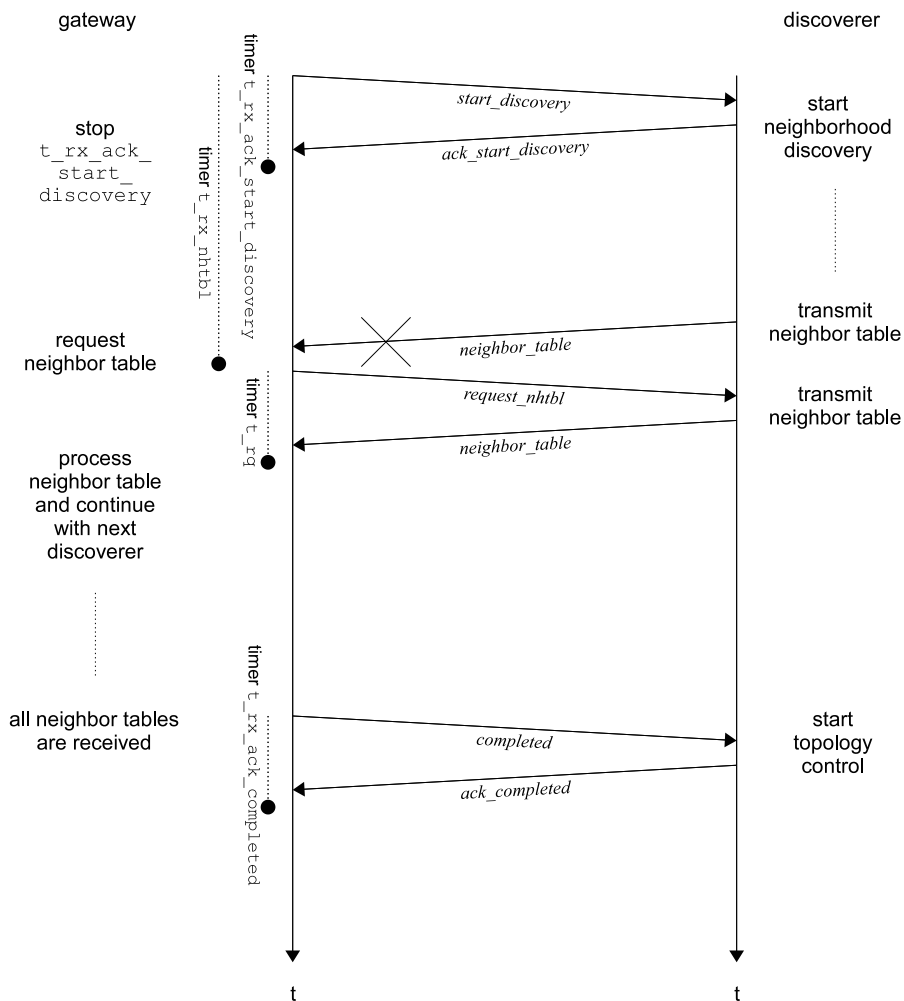 gateway
discoverer
timer t_rx_ack_start_discovery
timer t_rx_nhtbl
start_discovery
ack_start_discovery
stop
t_rx_ack_
start_
discovery
start
neighborhood
discovery
neighbor_table
transmit
neighbor table
request
neighbor table
request_nhtbl
transmit
neighbor table
timer t_rq
neighbor_table
process
neighbor table
and continue
with next
discoverer
timer t_rx_ack_completed
all neighbor tables
are received
completed
start
topology
control
ack_completed
t
t